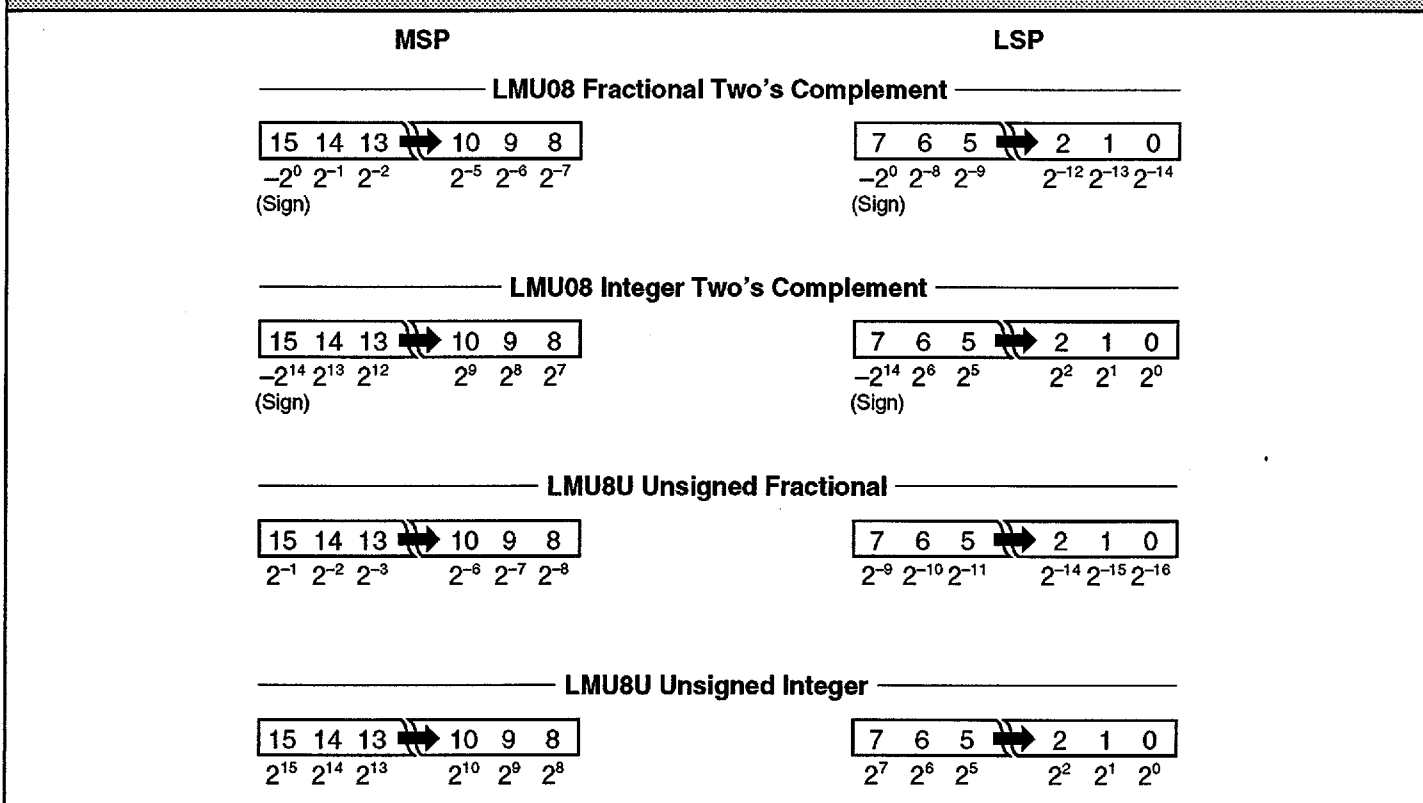 MSP LSP
LMU08 Fractional Two's Complement
15 14 13 10 9 8 7 6 5 2 1 0
–2⁰ 2⁻¹ 2⁻² 2⁻⁵ 2⁻⁶ 2⁻⁷ –2⁰ 2⁻⁸ 2⁻⁹ 2⁻¹² 2⁻¹³ 2⁻¹⁴
(Sign) (Sign)
LMU08 Integer Two's Complement
15 14 13 10 9 8 7 6 5 2 1 0
–2¹⁴ 2¹³ 2¹² 2⁹ 2⁸ 2⁷ –2¹⁴ 2⁶ 2⁵ 2² 2¹ 2⁰
(Sign) (Sign)
LMU8U Unsigned Fractional
15 14 13 10 9 8 7 6 5 2 1 0
2⁻¹ 2⁻² 2⁻³ 2⁻⁶ 2⁻⁷ 2⁻⁸ 2⁻⁹ 2⁻¹⁰ 2⁻¹¹ 2⁻¹⁴ 2⁻¹⁵ 2⁻¹⁶
LMU8U Unsigned Integer
15 14 13 10 9 8 7 6 5 2 1 0
2¹⁵ 2¹⁴ 2¹³ 2¹⁰ 2⁹ 2⁸ 2⁷ 2⁶ 2⁵ 2² 2¹ 2⁰